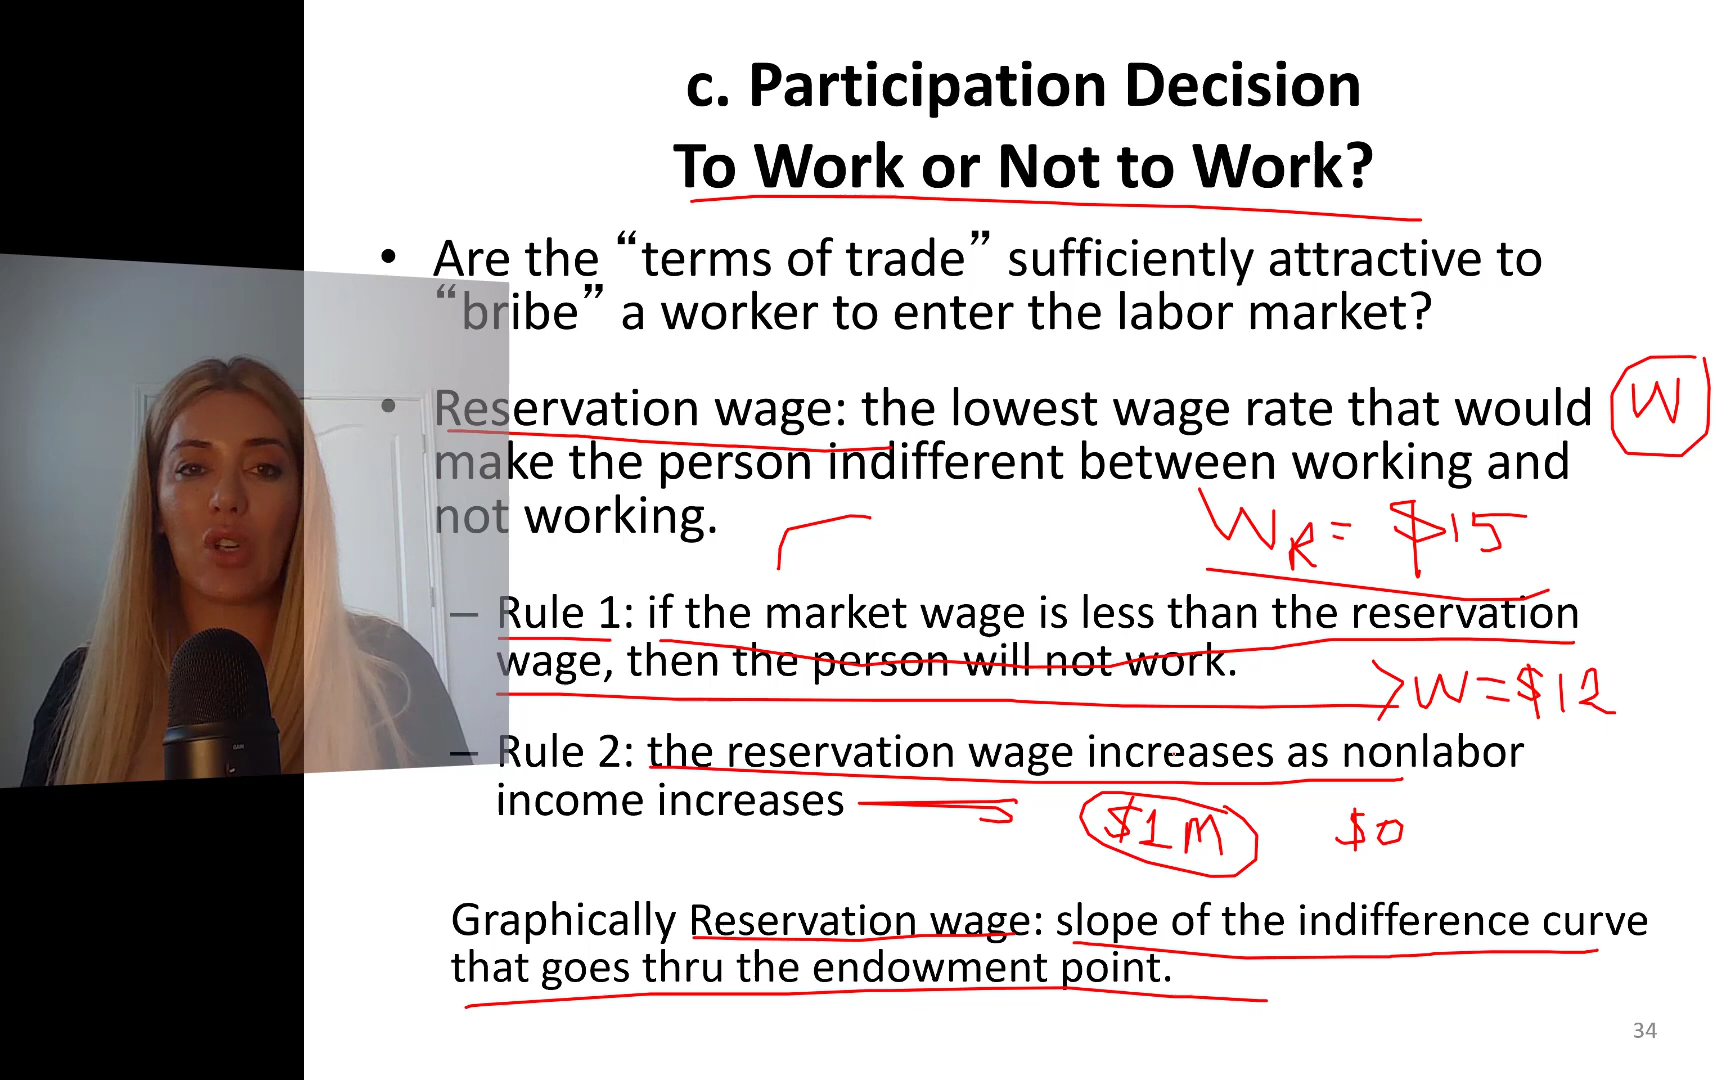 c. Participation Decision
To Work or Not to Work?
• Are the “terms of trade” sufficiently attractive to
“bribe” a worker to enter the labor market?
• Reservation wage: the lowest wage rate that would
W
make the person indifferent between working and
not working.
WR = $15
– Rule 1: if the market wage is less than the reservation
wage, then the person will not work.
W = $12
– Rule 2: the reservation wage increases as nonlabor
income increases
$1M $0
Graphically Reservation wage: slope of the indifference curve
that goes thru the endowment point.
34